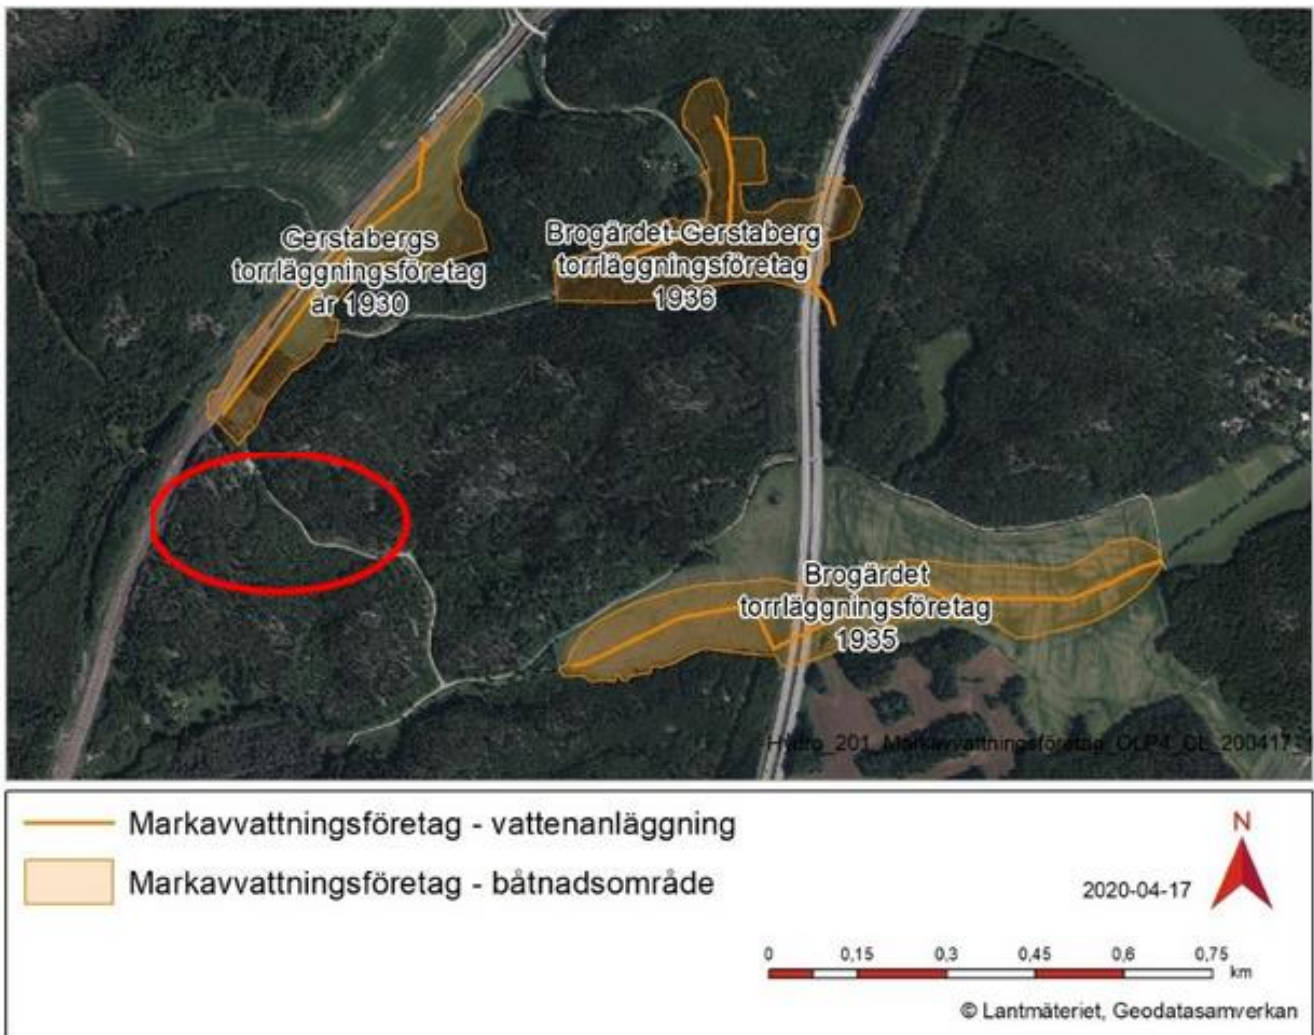 Gerstabergs
torrläggningsföretag
år 1930
Brogärdet-Gerstaberg
torrläggningsföretag
1936
Brogärdet
torrläggningsföretag
1935
Hydro_201_Markavvattningsföretag_OLP4_CL_200417
Markavvattningsföretag - vattenanläggning
Markavvattningsföretag - båtnadsområde
N
2020-04-17
0 0,15 0,3 0,45 0,6 0,75
km
© Lantmäteriet, Geodatasamverkan